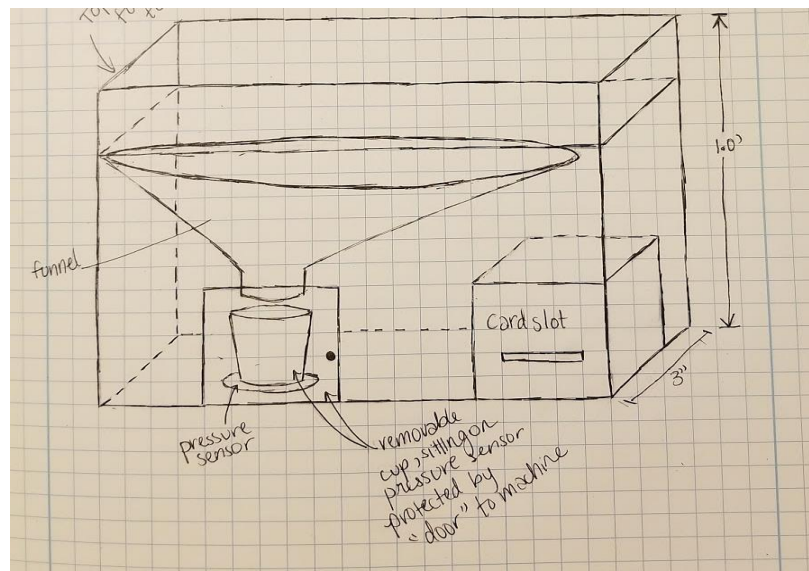 1.0'
funnel
card slot
3"
pressure
sensor
removable
cup, sitting on
pressure sensor
protected by
"door" to machine